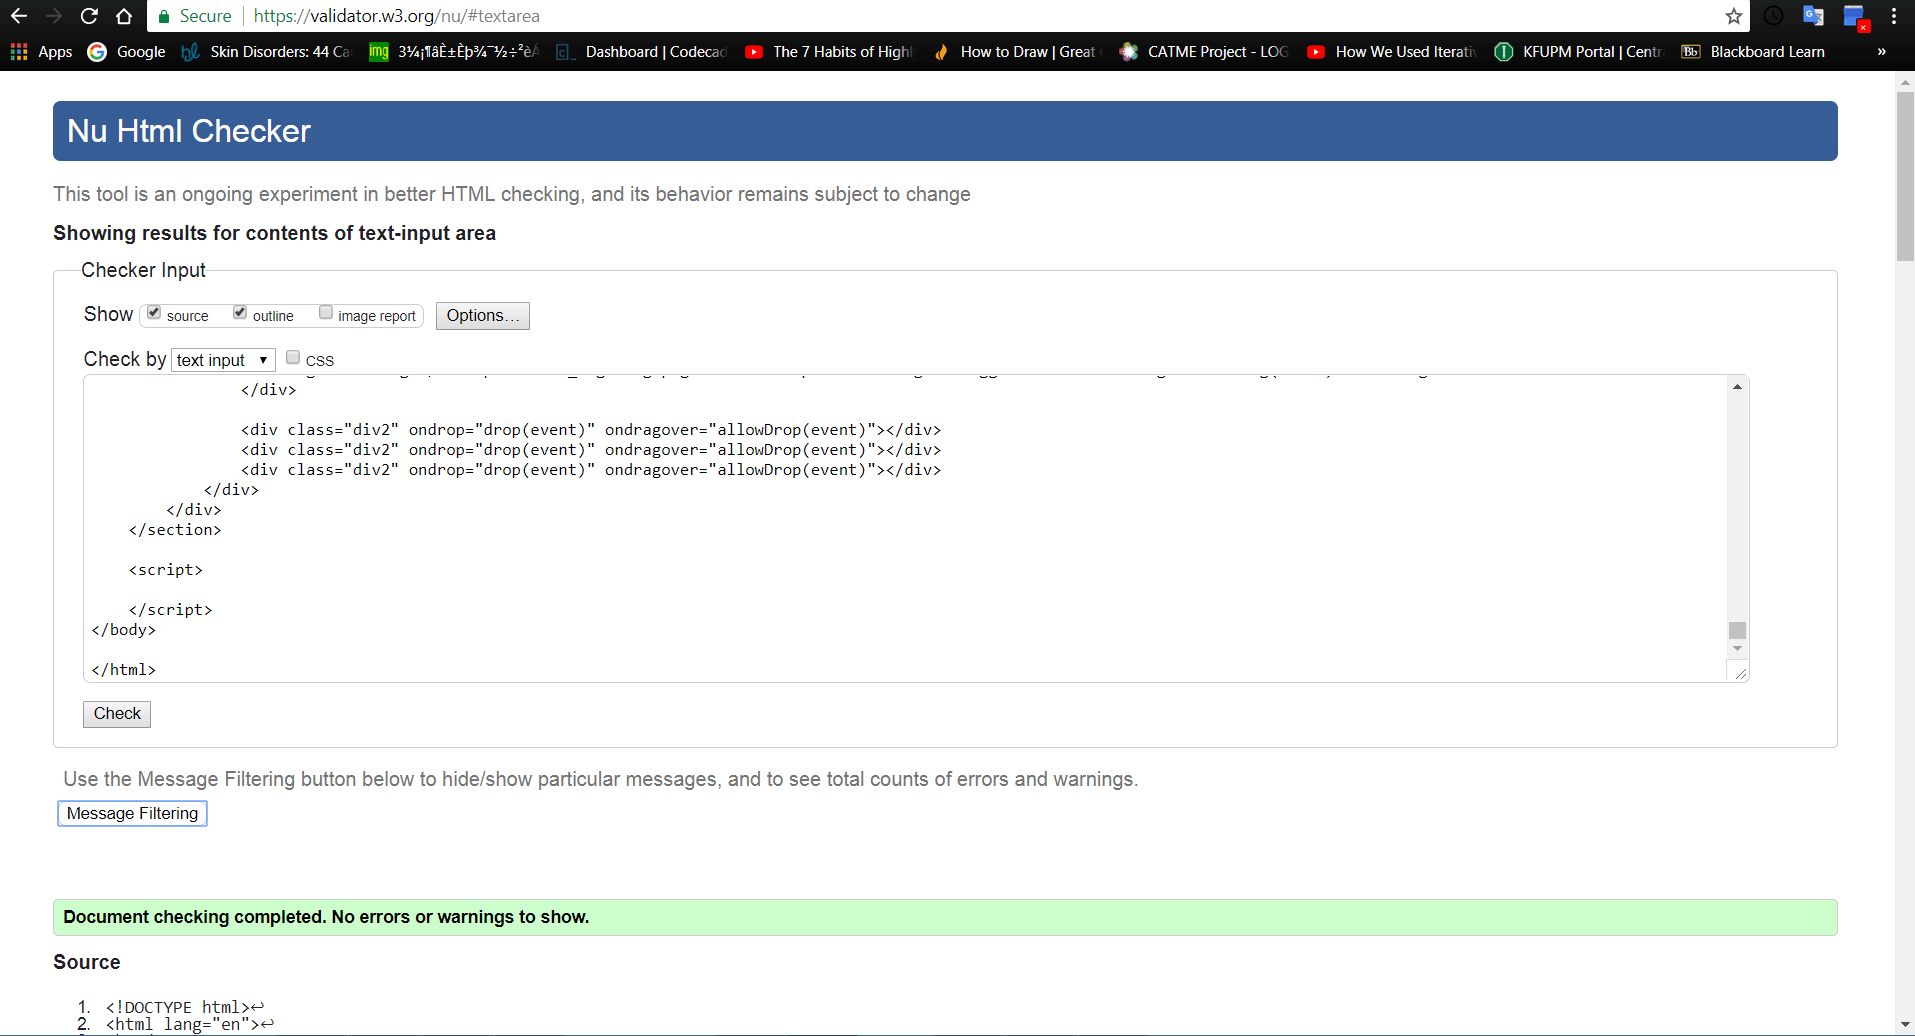 Secure https://validator.w3.org/nu/#textarea
Apps Google Skin Disorders: 44 Ca img 3¼¡¶âÈ±Èþ¾¯½÷²èÁ Dashboard | Codecad The 7 Habits of Highl How to Draw | Great CATME Project - LOG How We Used Iterativ KFUPM Portal | Centr Bb Blackboard Learn »
Nu Html Checker
This tool is an ongoing experiment in better HTML checking, and its behavior remains subject to change
Showing results for contents of text-input area
Checker Input
Show source outline image report Options...
Check by text input CSS
</div>
<div class="div2" ondrop="drop(event)" ondragover="allowDrop(event)"></div>
<div class="div2" ondrop="drop(event)" ondragover="allowDrop(event)"></div>
<div class="div2" ondrop="drop(event)" ondragover="allowDrop(event)"></div>
</div>
</div>
</section>
<script>
</script>
</body>
</html>
Check
Use the Message Filtering button below to hide/show particular messages, and to see total counts of errors and warnings.
Message Filtering
Document checking completed. No errors or warnings to show.
Source
1. <!DOCTYPE html>↩
2. <html lang="en">↩